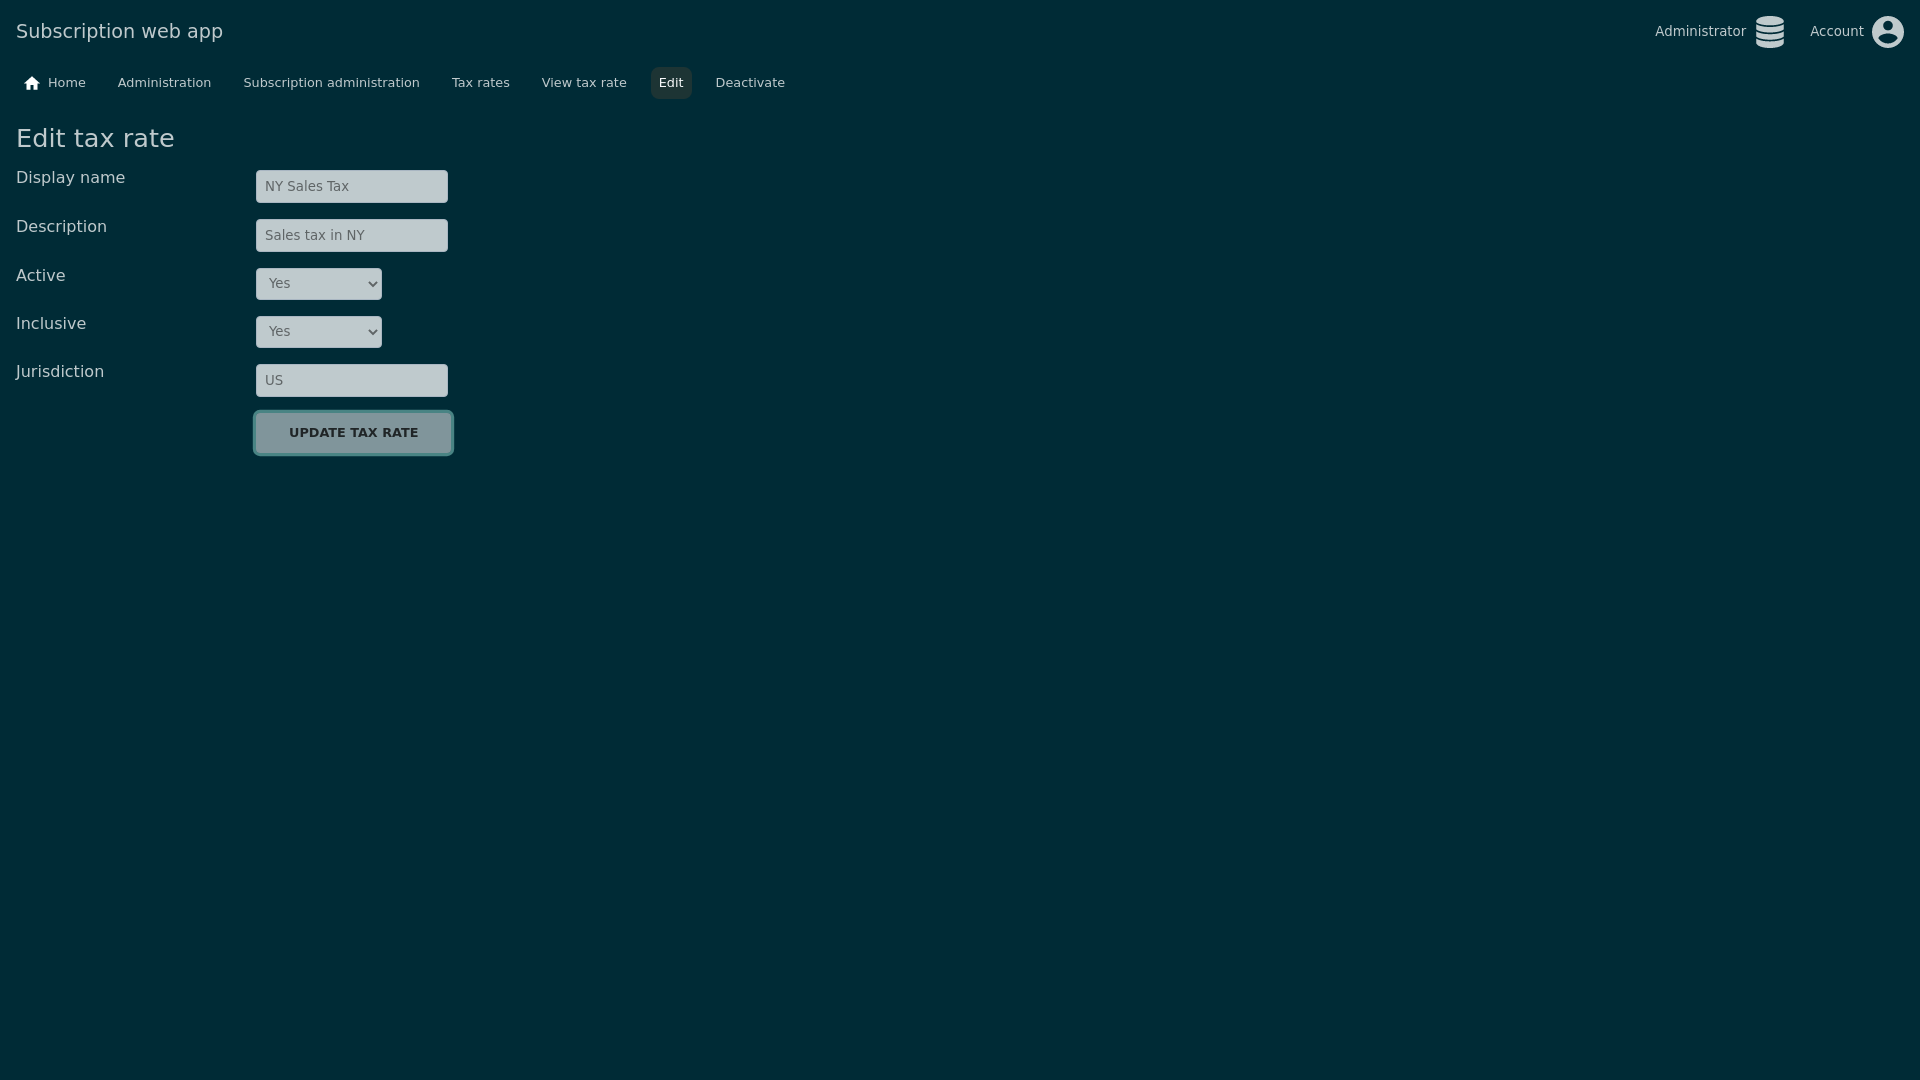 Subscription web app
Administrator
Account
Home
Administration
Subscription administration
Tax rates
View tax rate
Edit
Deactivate
Edit tax rate
Display name
NY Sales Tax
Description
Sales tax in NY
Active
Yes
Inclusive
Yes
Jurisdiction
US
UPDATE TAX RATE